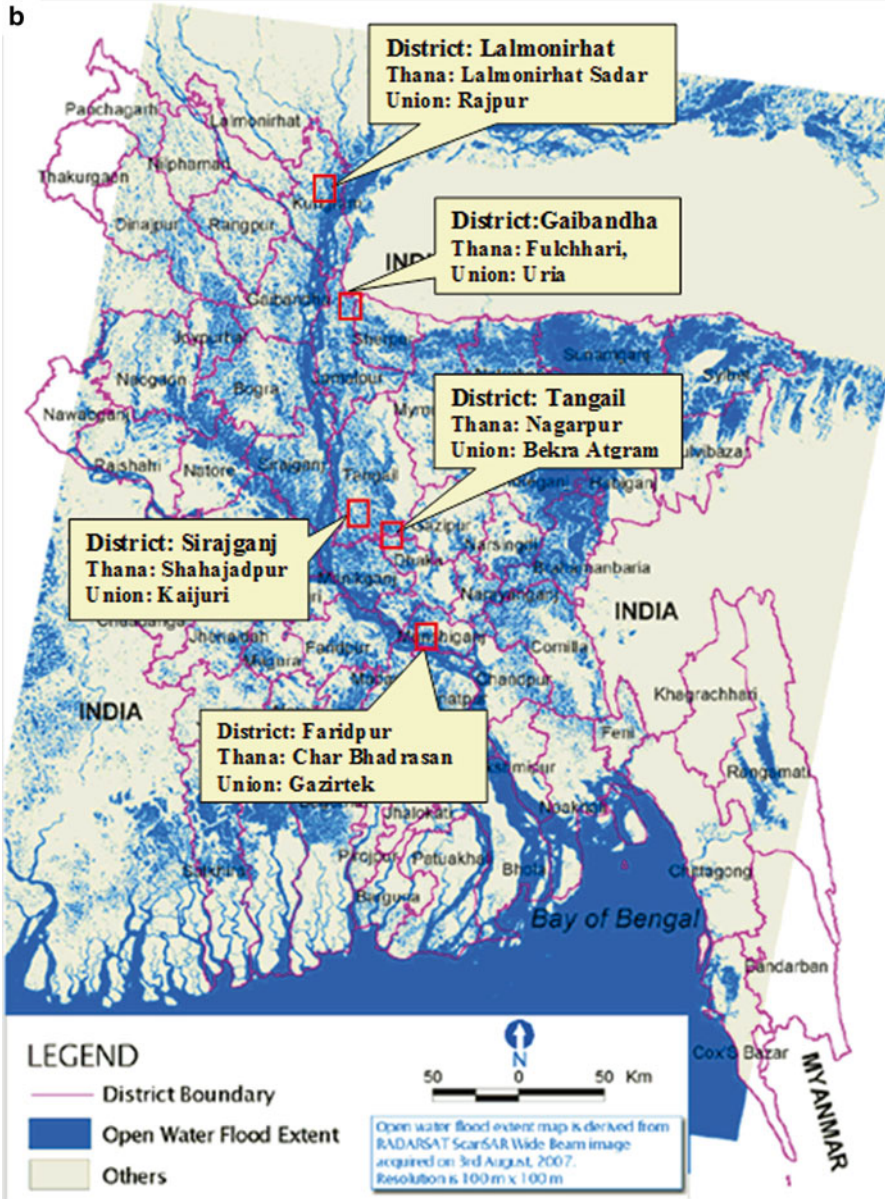 b
District: Lalmonirhat
Thana: Lalmonirhat Sadar
Union: Rajpur
Panchagarh
Lalmonirhat
Thakurgaon
Nilphamari
Dinajpur
Rangpur
District:Gaibandha
Thana: Fulchhari,
Union: Uria
Sherpur
Joypurhat
Sunamganj
Sylhet
Naogaon
Bogra
Jamalpur
District: Tangail
Thana: Nagarpur
Union: Bekra Atgram
Rajshahi
Natore
Sirajganj
Tangail
Habiganj
District: Sirajganj
Thana: Shahajadpur
Union: Kaijuri
Gazipur
Narsingdi
Dhaka
Manikganj
Narayanganj
INDIA
Magura
Faridpur
Munshiganj
Comilla
Chandpur
Khagrachhari
INDIA
Feni
District: Faridpur
Thana: Char Bhadrasan
Union: Gazirtek
Rangamati
Noakhali
Jhalokati
Pirojpur
Patuakhali
Bhola
Satkhira
Barguna
Chittagong
Bay of Bengal
Bandarban
Cox'S Bazar
MYANMAR
LEGEND
N
District Boundary
50 0 50 Km
Open Water Flood Extent
Others
Open water flood extent map is derived from
RADARSAT ScanSAR Wide Beam image
acquired on 3rd August, 2007.
Resolution is 100 m x 100 m